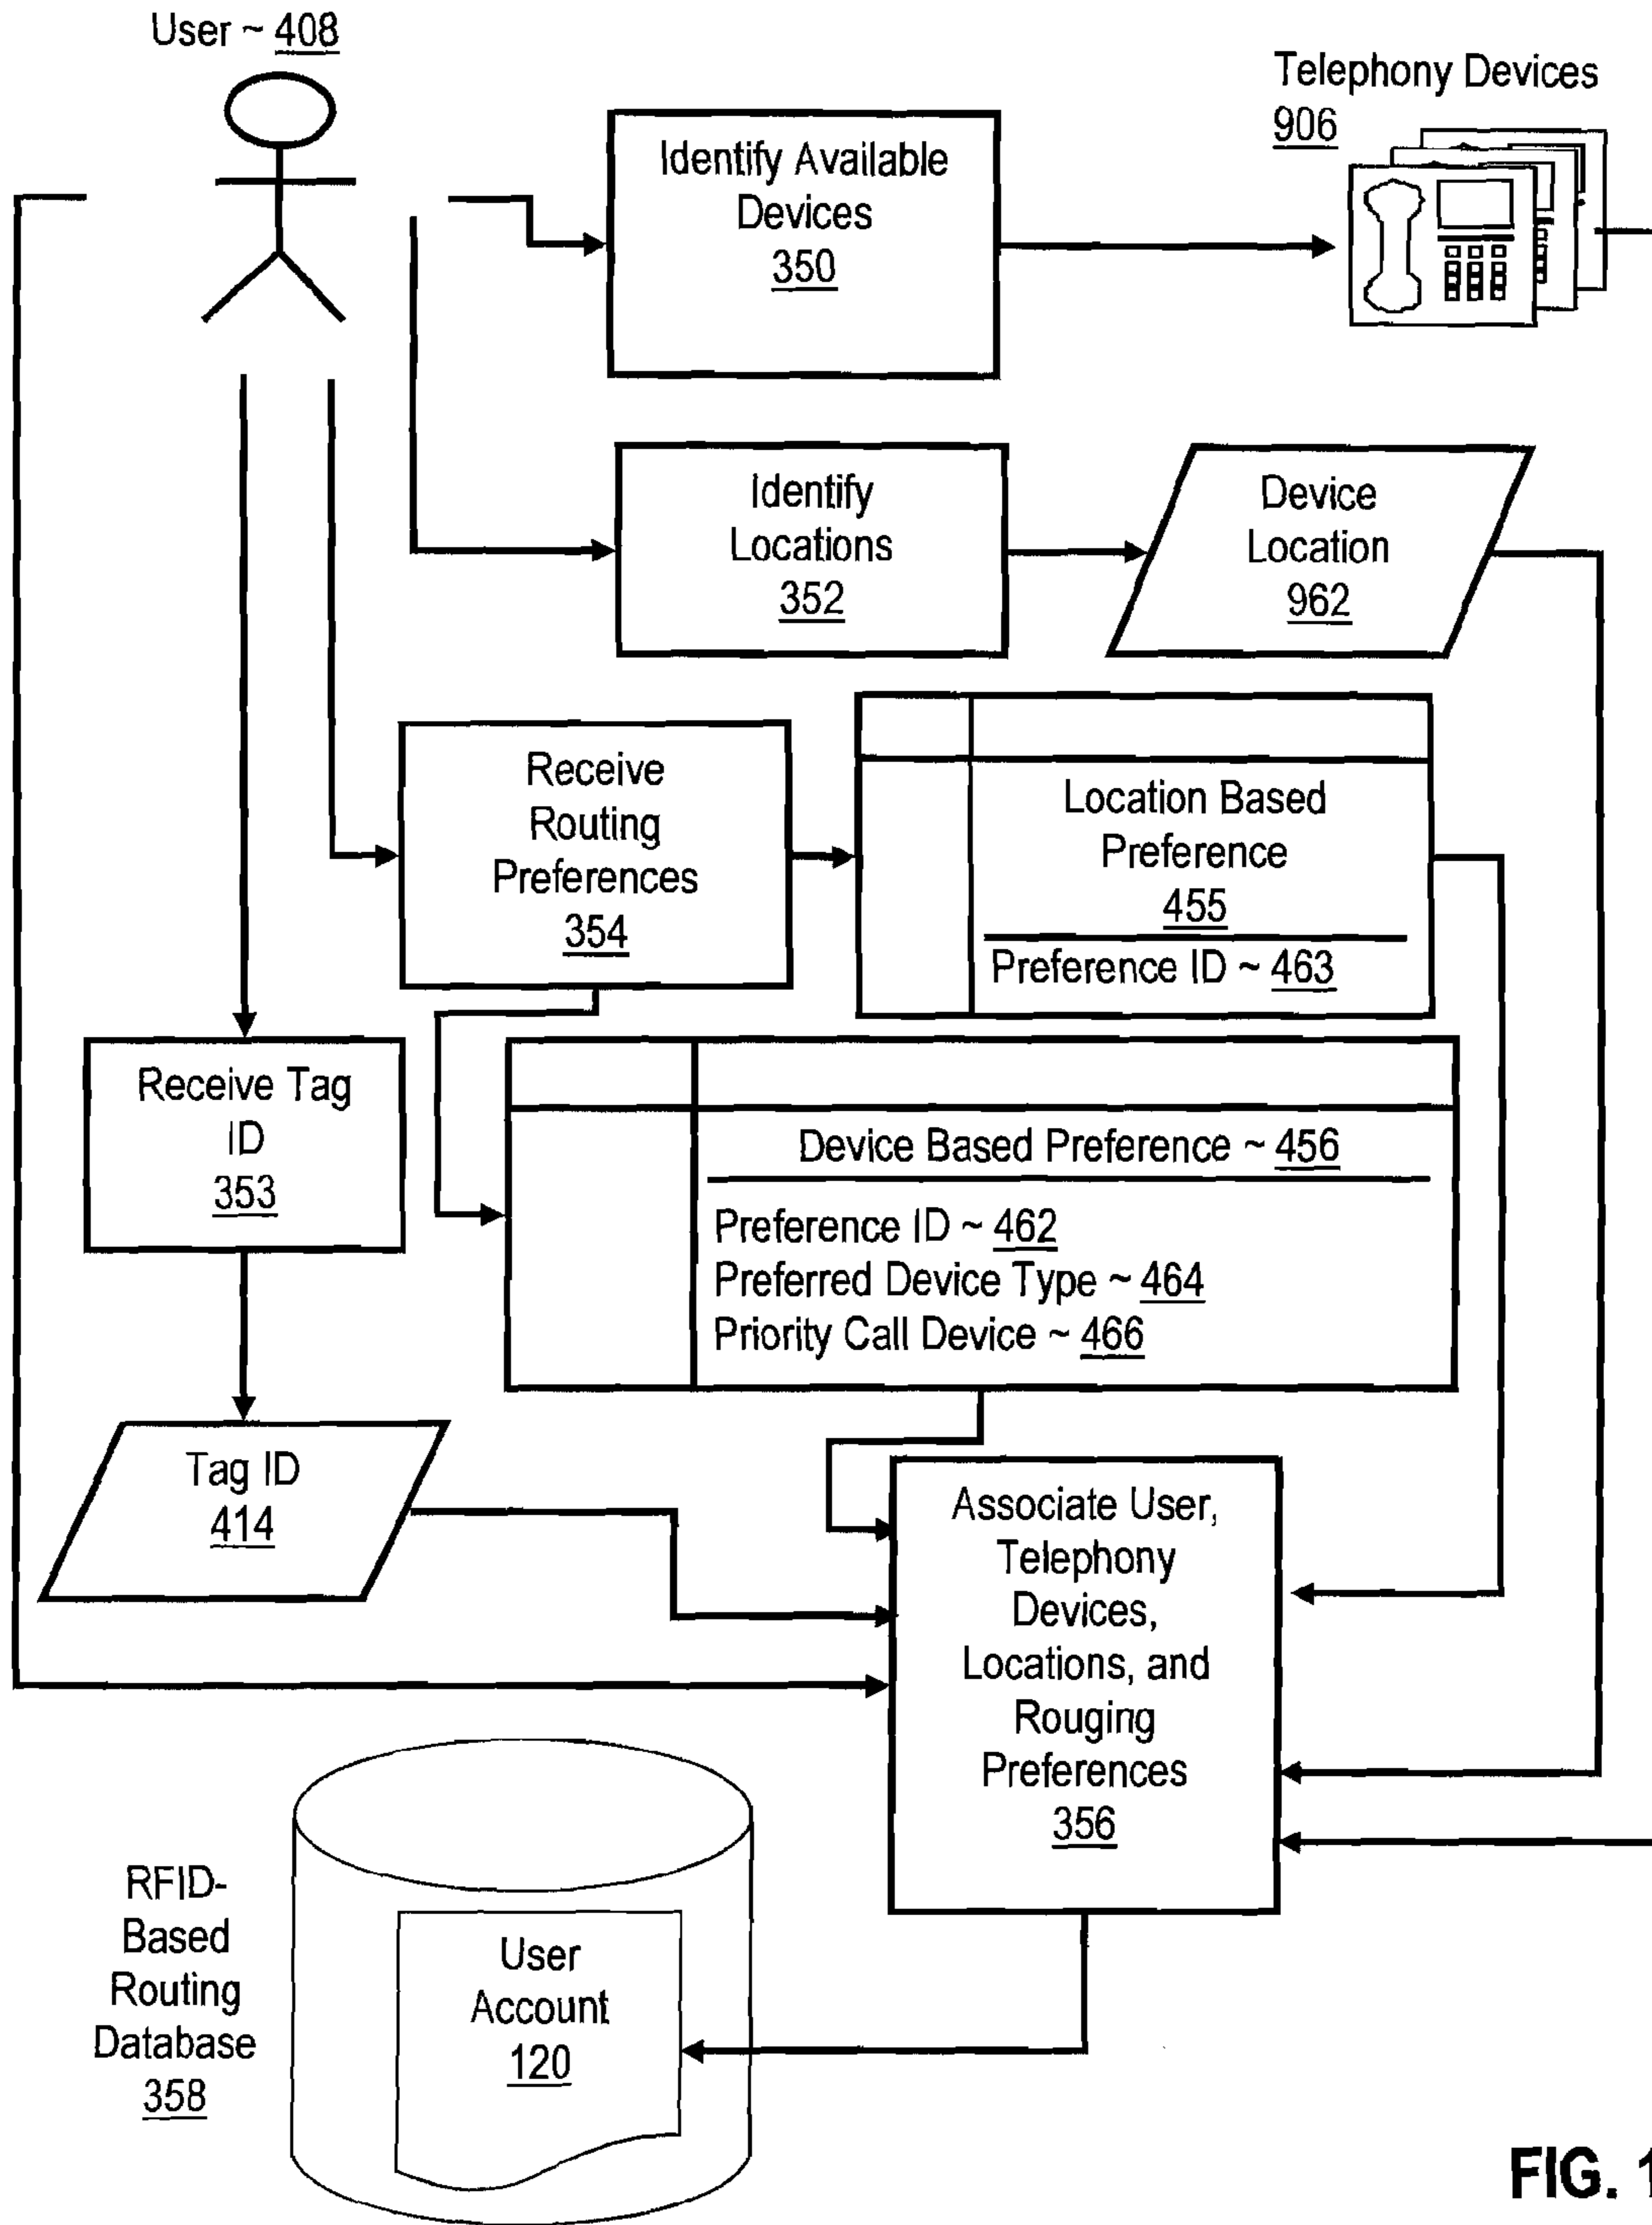 User ~ 408
Telephony Devices
906
Identify Available
Devices
350
Identify
Locations
352
Device
Location
962
Receive
Routing
Preferences
354
Location Based
Preference
455
Preference ID ~ 463
Receive Tag
ID
353
Device Based Preference ~ 456
Preference ID ~ 462
Preferred Device Type ~ 464
Priority Call Device ~ 466
Tag ID
414
Associate User,
Telephony
Devices,
Locations, and
Rouging
Preferences
356
RFID-
Based
Routing
Database
358
User
Account
120
FIG. 1